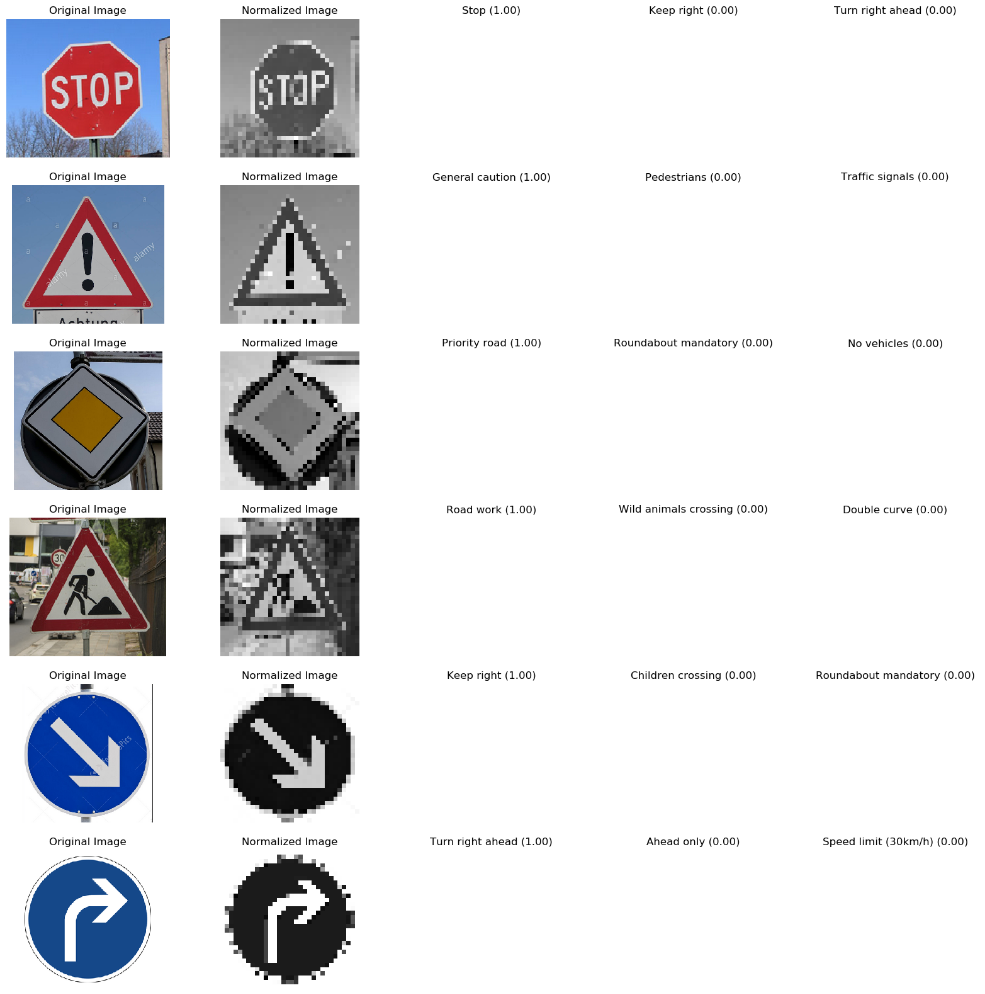 Original Image Normalized Image Stop (1.00) Keep right (0.00) Turn right ahead (0.00)
STOP STOP
Original Image Normalized Image General caution (1.00) Pedestrians (0.00) Traffic signals (0.00)
a a
a
alamy
a a a
alamy
a a a
Achtung
Original Image Normalized Image Priority road (1.00) Roundabout mandatory (0.00) No vehicles (0.00)
Original Image Normalized Image Road work (1.00) Wild animals crossing (0.00) Double curve (0.00)
30
Original Image Normalized Image Keep right (1.00) Children crossing (0.00) Roundabout mandatory (0.00)
Original Image Normalized Image Turn right ahead (1.00) Ahead only (0.00) Speed limit (30km/h) (0.00)